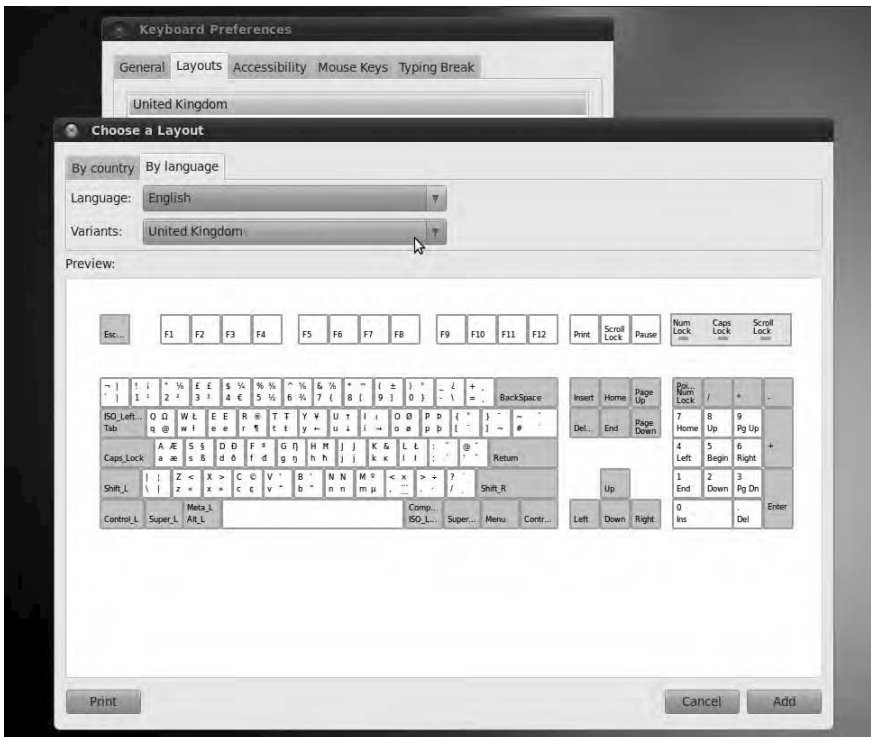 Keyboard Preferences
General Layouts Accessibility Mouse Keys Typing Break
United Kingdom
Choose a Layout
By country By language
Language: English
Variants: United Kingdom
Preview:
Esc... F1 F2 F3 F4 F5 F6 F7 F8 F9 F10 F11 F12 Print Scroll Lock Pause Num Lock Caps Lock Scroll Lock
BackSpace Insert Home Page Up Poi... Num Lock / * -
ISO_Left... Tab Q Ω W Ł E E R ® T Ŧ Y ¥ U ↑ I ı O Ø P Þ { }
q @ w ł e e r ¶ t ŧ y ← u ↓ i → o ø p þ [ ] ~ #
Del... End Page Down 7 Home 8 Up 9 Pg Up
Caps_Lock A Æ S § D Ð F ª G Ŋ H Ħ J J K & L Ł : @
a æ s ß d ð f đ g ŋ h ħ j j k ĸ l ł ;
Return 4 Left 5 Begin 6 Right +
Shift_L | Z < X > C © V ‘ B ’ N N M º < × > ÷ ?
\ | z « x » c ¢ v “ b ” n n m µ , . · /
Shift_R Up 1 End 2 Down 3 Pg Dn
Control_L Super_L Meta_L Alt_L Comp... ISO_L... Super... Menu Contr... Left Down Right 0 Ins . Del Enter
Print Cancel Add